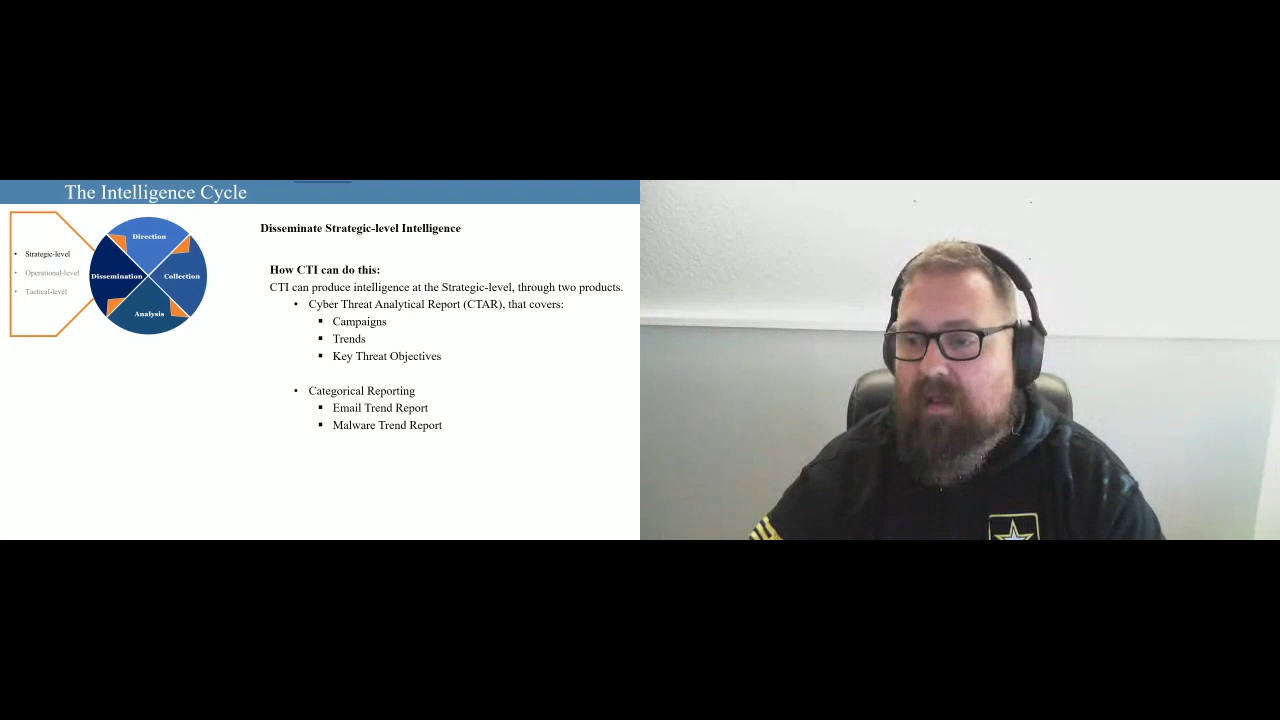 The Intelligence Cycle
• Strategic-level
• Operational-level
• Tactical-level
Direction
Dissemination
Collection
Analysis
Disseminate Strategic-level Intelligence
How CTI can do this:
CTI can produce intelligence at the Strategic-level, through two products.
• Cyber Threat Analytical Report (CTAR), that covers:
▪ Campaigns
▪ Trends
▪ Key Threat Objectives
• Categorical Reporting
▪ Email Trend Report
▪ Malware Trend Report